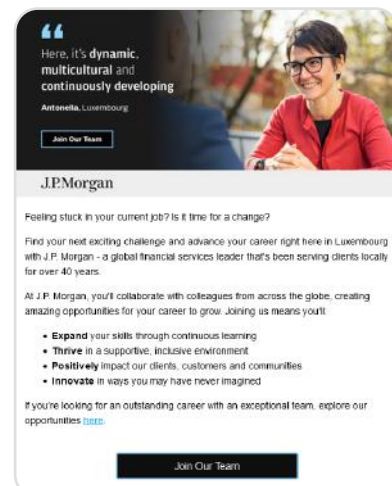 “
Here, it's dynamic,
multicultural and
continuously developing
Antonella, Luxembourg
Join Our Team
J.P.Morgan
Feeling stuck in your current job? Is it time for a change?
Find your next exciting challenge and advance your career right here in Luxembourg
with J.P. Morgan - a global financial services leader that's been serving clients locally
for over 40 years.
At J.P. Morgan, you'll collaborate with colleagues from across the globe, creating
amazing opportunities for your career to grow. Joining us means you'll:
• Expand your skills through continuous learning
• Thrive in a supportive, inclusive environment
• Positively impact our clients, customers and communities
• Innovate in ways you may have never imagined
If you're looking for an outstanding career with an exceptional team, explore our
opportunities here.
Join Our Team